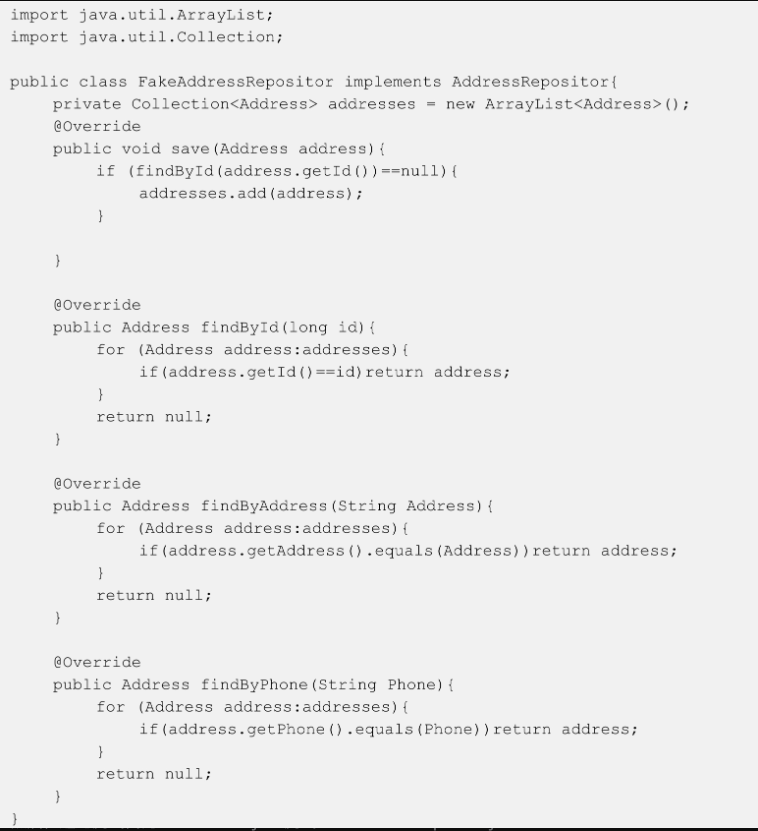 import java.util.ArrayList;
import java.util.Collection;

public class FakeAddressRepositor implements AddressRepositor{
    private Collection<Address> addresses = new ArrayList<Address>();
    @Override
    public void save(Address address){
        if (findById(address.getId())==null){
            addresses.add(address);
        }

    }

    @Override
    public Address findById(long id){
        for (Address address:addresses){
            if(address.getId()==id)return address;
        }
        return null;
    }

    @Override
    public Address findByAddress(String Address){
        for (Address address:addresses){
            if(address.getAddress().equals(Address))return address;
        }
        return null;
    }

    @Override
    public Address findByPhone(String Phone){
        for (Address address:addresses){
            if(address.getPhone().equals(Phone))return address;
        }
        return null;
    }
}